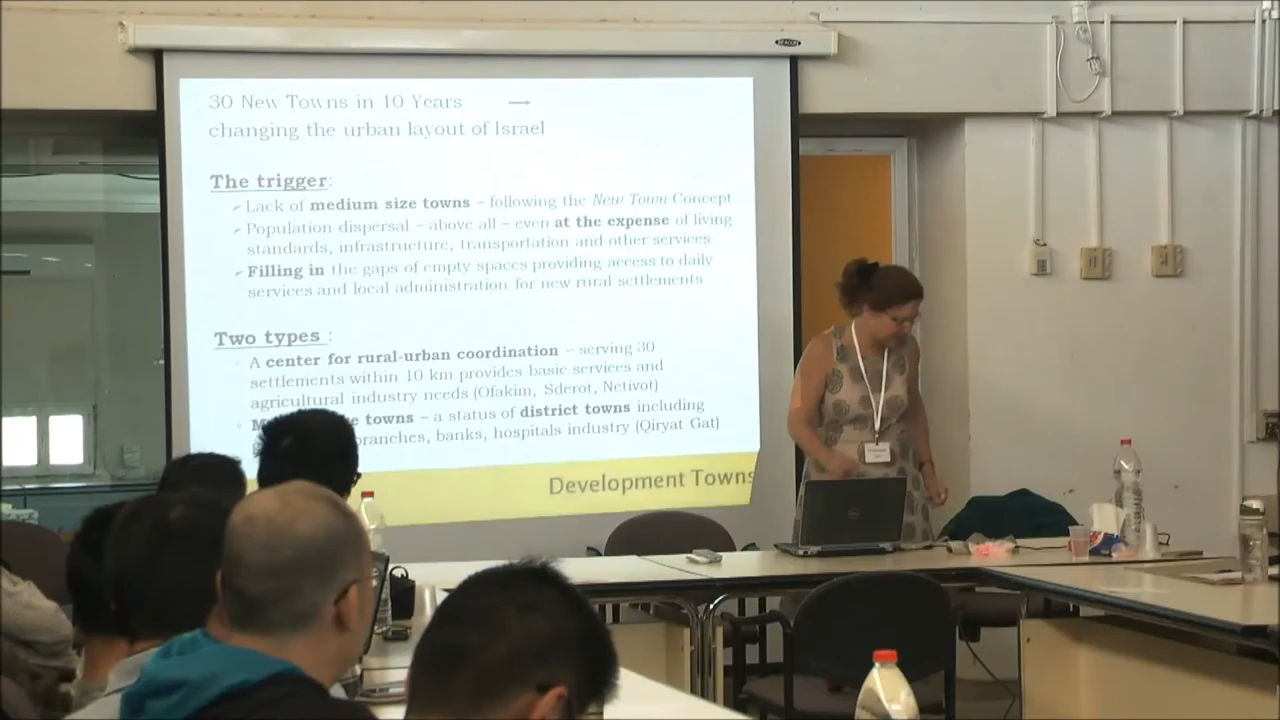 30 New Towns in 10 Years →
changing the urban layout of Israel
The trigger:
Lack of medium size towns – following the New Town Concept
Population dispersal – above all – even at the expense of living
standards, infrastructure, transportation and other services
Filling in the gaps of empty spaces providing access to daily
services and local administration for new rural settlements
Two types :
A center for rural-urban coordination – serving 30
settlements within 10 km provides basic services and
agricultural industry needs (Ofakim, Sderot, Netivot)
towns – a status of district towns including
branches, banks, hospitals industry (Qiryat Gat)
Development Towns
DELL